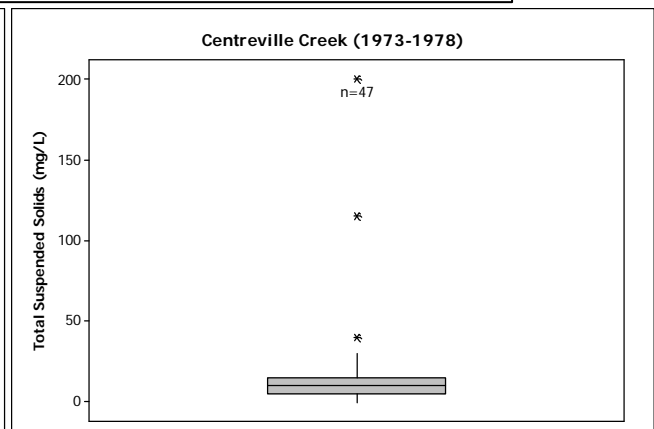 Centreville Creek (1973-1978)
Total Suspended Solids (mg/L)
200
150
100
50
0
n=47